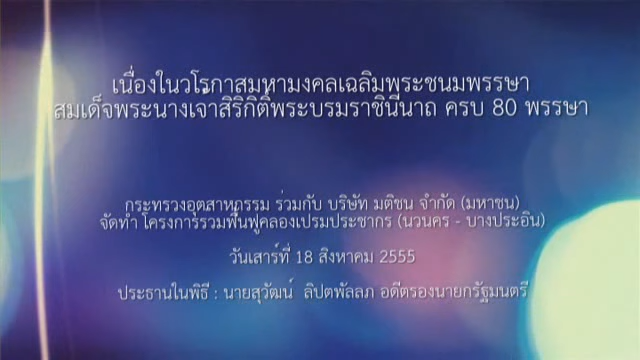 เนื่องในวโรกาสมหามงคลเฉลิมพระชนมพรรษา
สมเด็จพระนางเจ้าสิริกิติ์พระบรมราชินีนาถ ครบ 80 พรรษา
กระทรวงอุตสาหกรรม ร่วมกับ บริษัท มติชน จำกัด (มหาชน)
จัดทำ โครงการรวมฟื้นฟูคลองเปรมประชากร (นวนคร - บางประอิน)
วันเสาร์ที่ 18 สิงหาคม 2555
ประธานในพิธี : นายสุวัฒน์ ลิปตพัลลภ อดีตรองนายกรัฐมนตรี